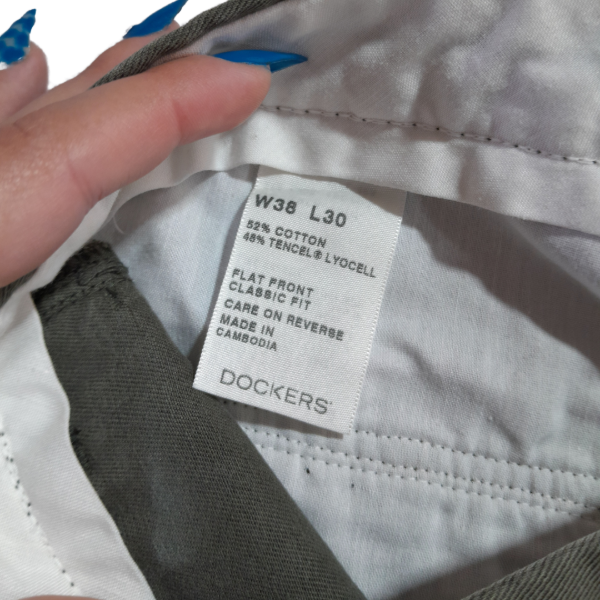 W38 L30
52% COTTON
48% TENCEL® LYOCELL
FLAT FRONT
CLASSIC FIT
CARE ON REVERSE
MADE IN
CAMBODIA
DOCKERS®